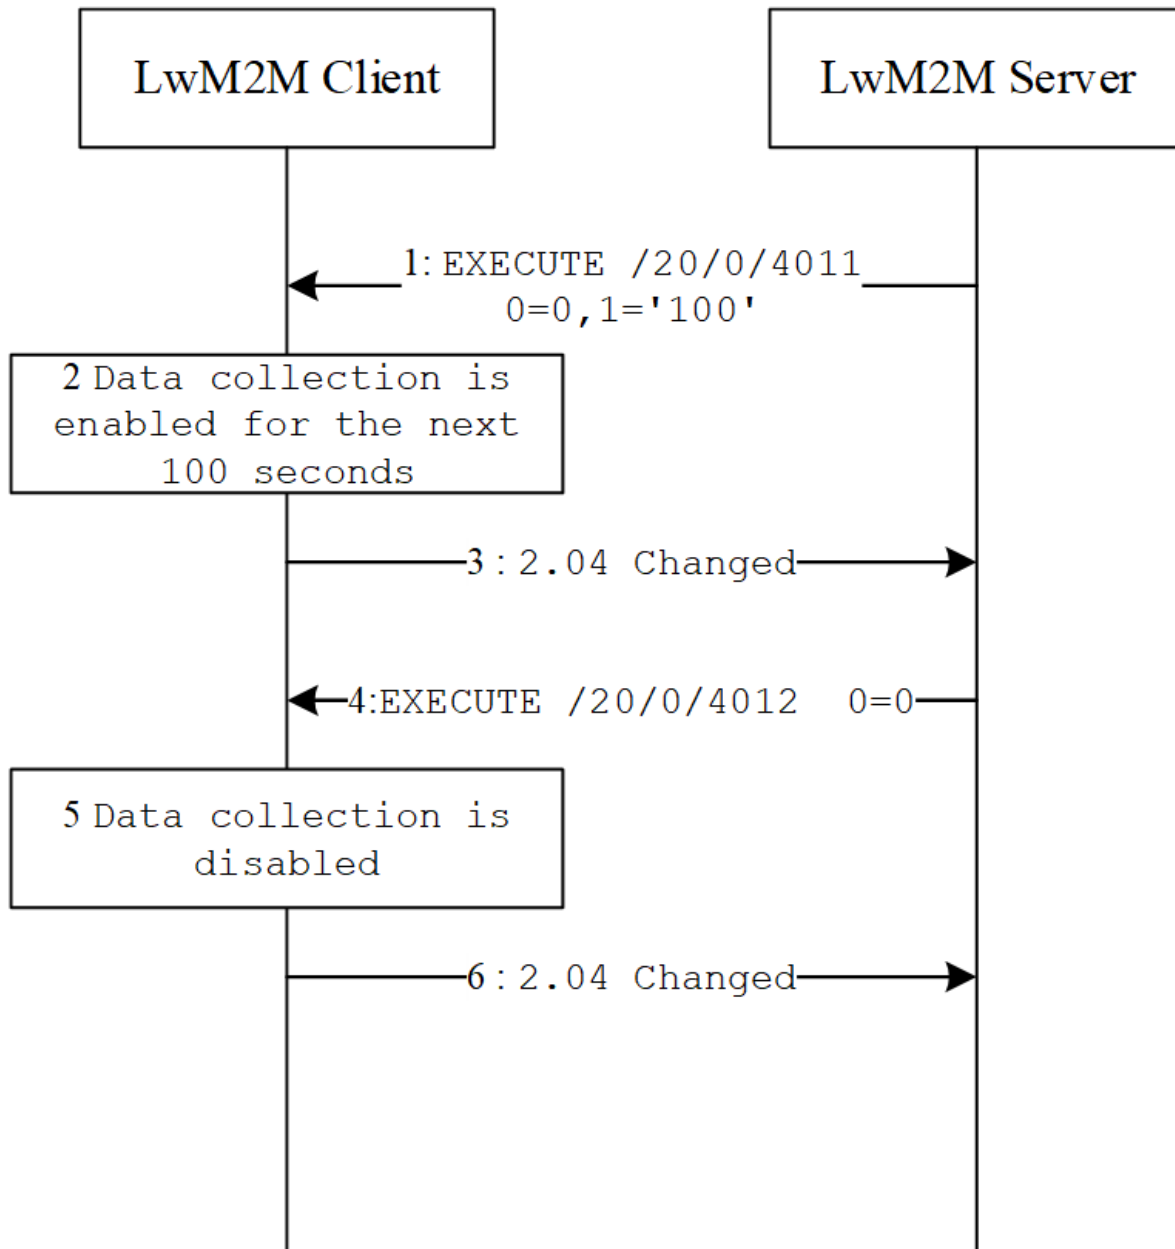 LwM2M Client
LwM2M Server
1: EXECUTE /20/0/4011
0=0,1='100'
2 Data collection is
enabled for the next
100 seconds
3 : 2.04 Changed
4:EXECUTE /20/0/4012  0=0
5 Data collection is
disabled
6 : 2.04 Changed